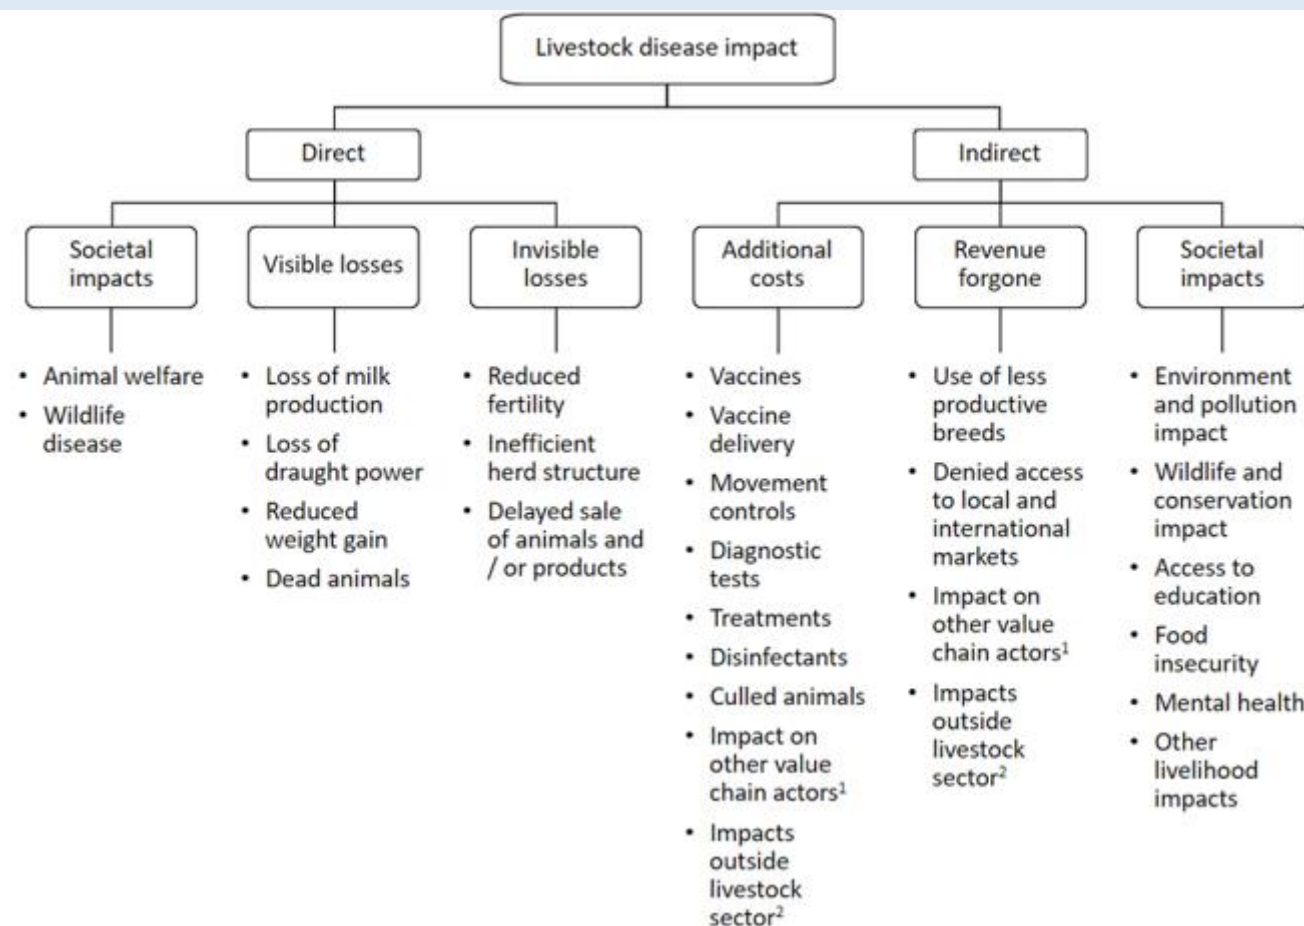 Livestock disease impact
Direct
Indirect
Societal
impacts
Visible losses
Invisible
losses
Additional
costs
Revenue
forgone
Societal
impacts
• Animal welfare
• Wildlife
disease
• Loss of milk
production
• Loss of
draught power
• Reduced
weight gain
• Dead animals
• Reduced
fertility
• Inefficient
herd structure
• Delayed sale
of animals and
/ or products
• Vaccines
• Vaccine
delivery
• Movement
controls
• Diagnostic
tests
• Treatments
• Disinfectants
• Culled animals
• Impact on
other value
chain actors¹
• Impacts
outside
livestock
sector²
• Use of less
productive
breeds
• Denied access
to local and
international
markets
• Impact on
other value
chain actors¹
• Impacts
outside
livestock
sector²
• Environment
and pollution
impact
• Wildlife and
conservation
impact
• Access to
education
• Food
insecurity
• Mental health
• Other
livelihood
impacts